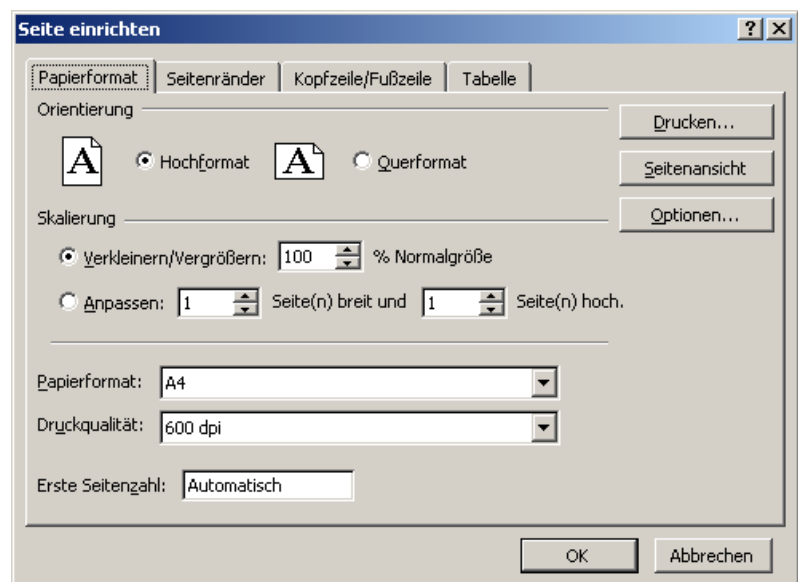 Seite einrichten
Papierformat Seitenränder Kopfzeile/Fußzeile Tabelle
Orientierung
Drucken...
A Hochformat A Querformat
Seitenansicht
Skalierung
Optionen...
Verkleinern/Vergrößern: 100 % Normalgröße
Anpassen: 1 Seite(n) breit und 1 Seite(n) hoch.
Papierformat: A4
Druckqualität: 600 dpi
Erste Seitenzahl: Automatisch
OK Abbrechen